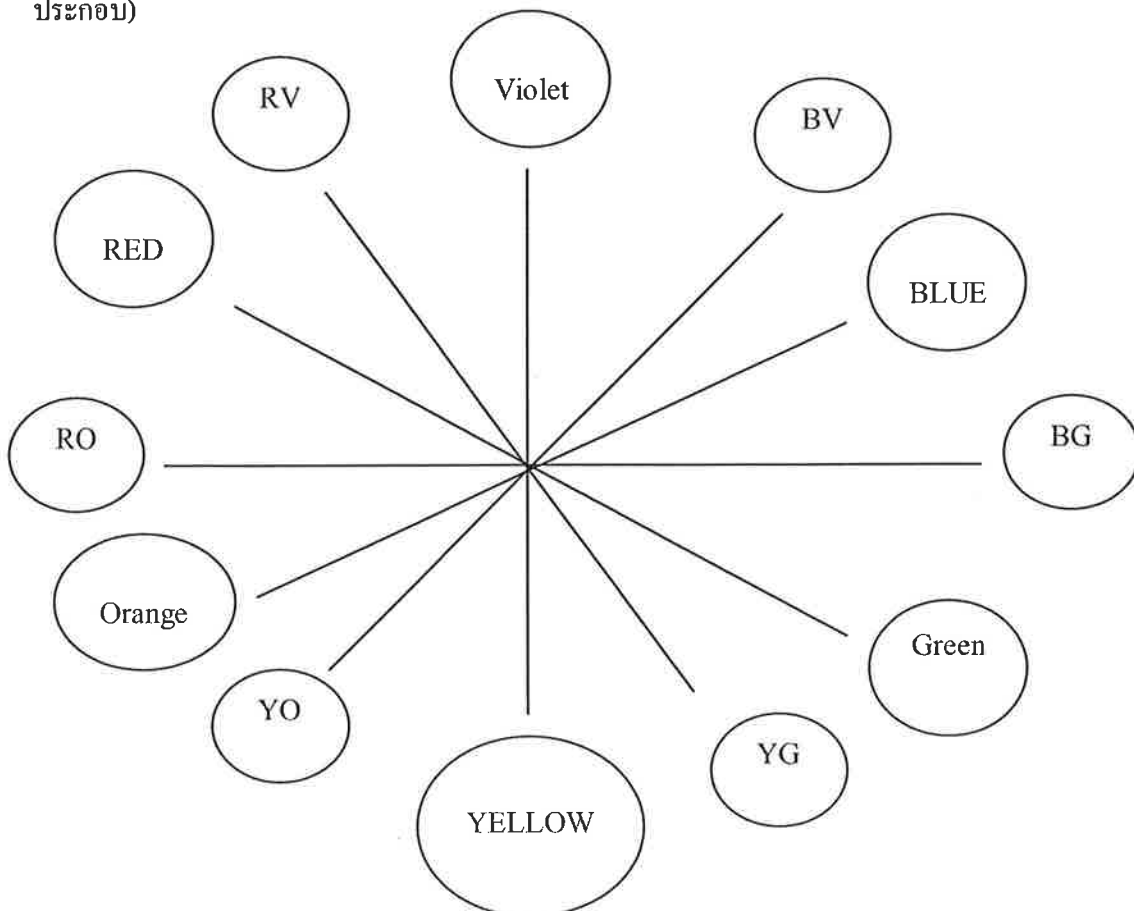 ประกอบ)
Violet
RV
BV
RED
BLUE
RO
BG
Orange
Green
YO
YG
YELLOW